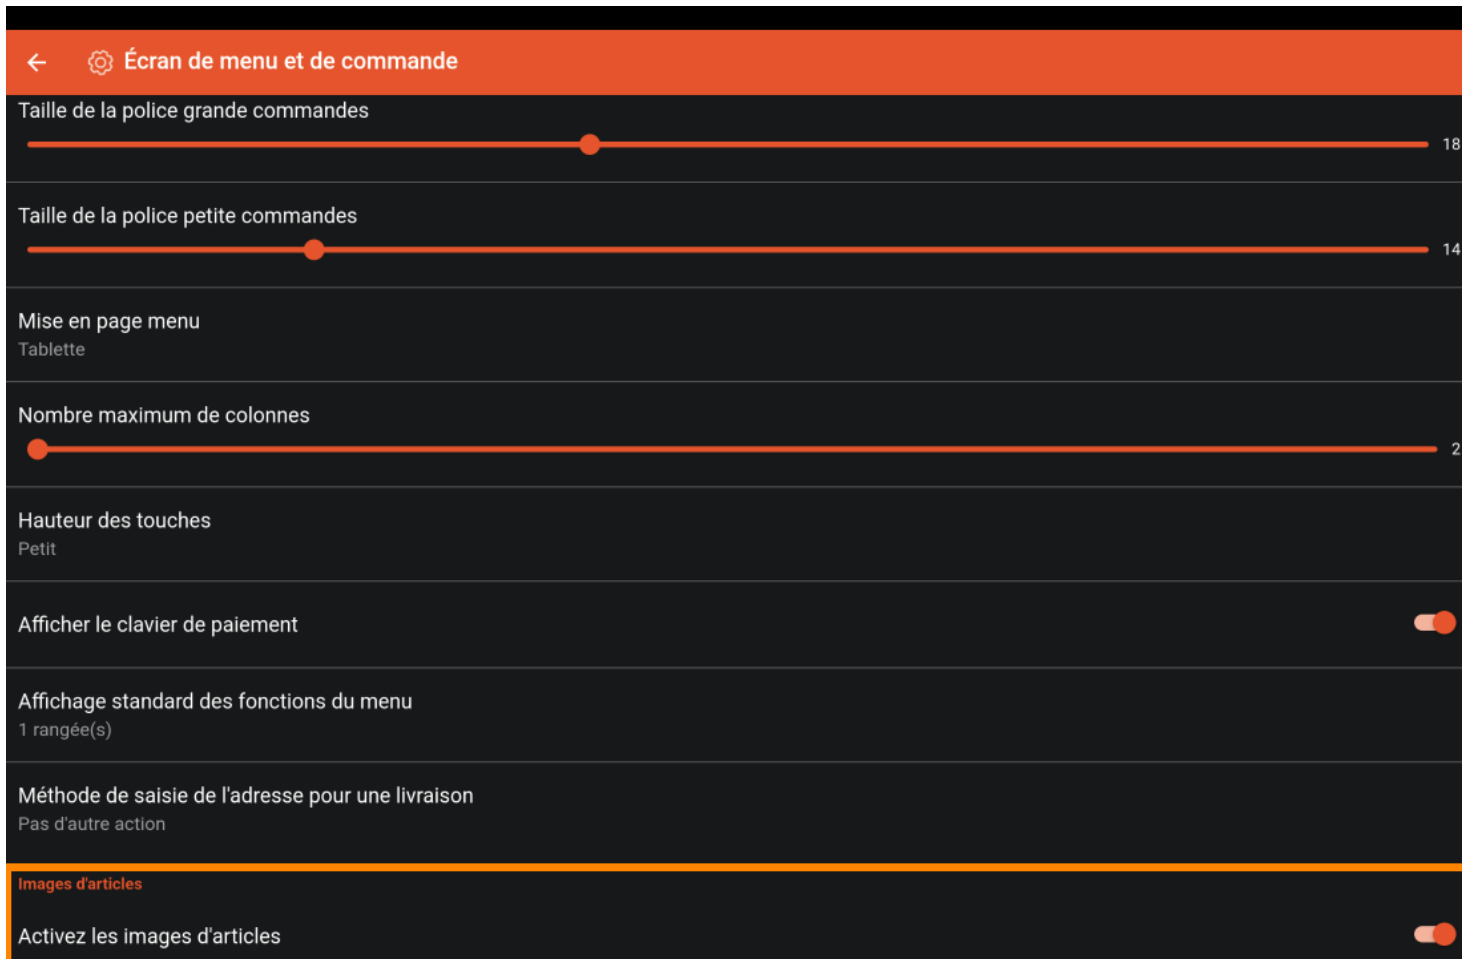 Écran de menu et de commande
Taille de la police grande commandes
18
Taille de la police petite commandes
14
Mise en page menu
Tablette
Nombre maximum de colonnes
2
Hauteur des touches
Petit
Afficher le clavier de paiement
Affichage standard des fonctions du menu
1 rangée(s)
Méthode de saisie de l'adresse pour une livraison
Pas d'autre action
Images d'articles
Activez les images d'articles